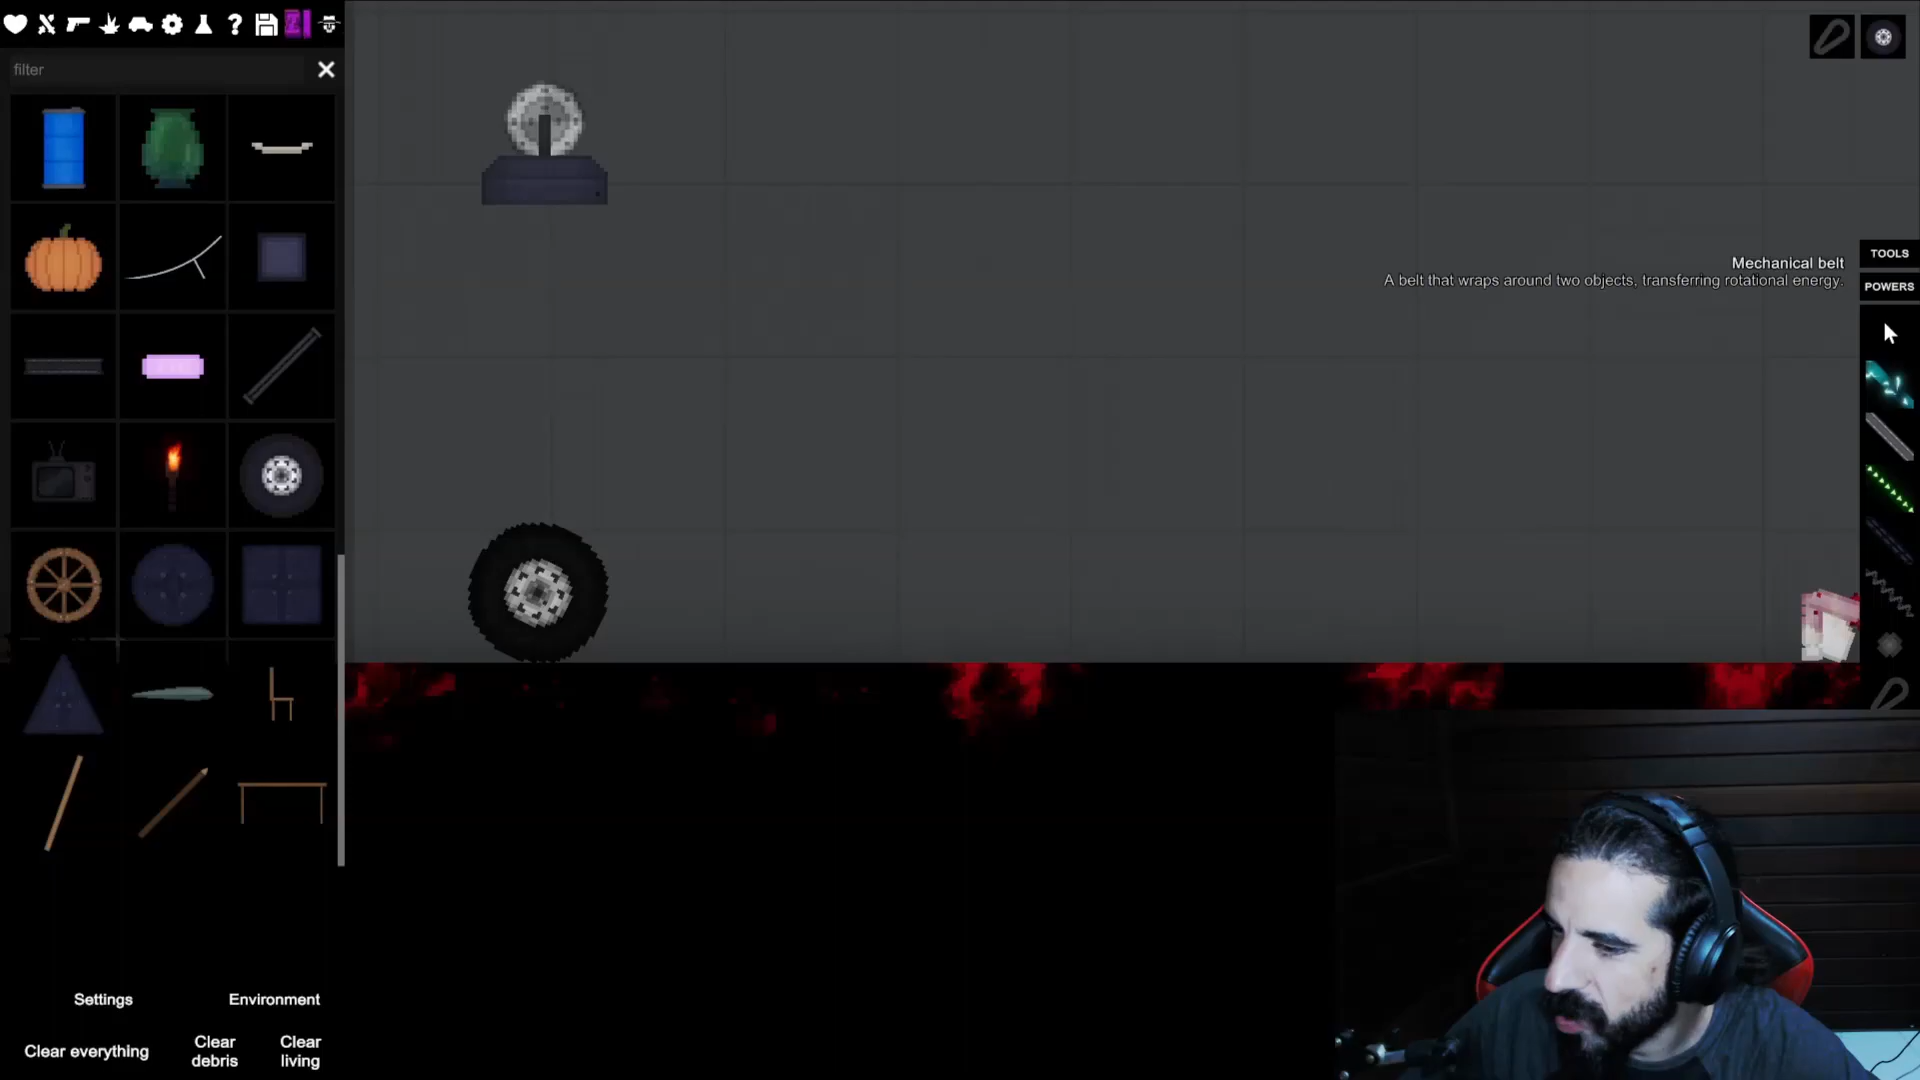 filter
TOOLS
Mechanical belt
A belt that wraps around two objects, transferring rotational energy.
POWERS
Settings
Environment
Clear everything
Clear
debris
Clear
living